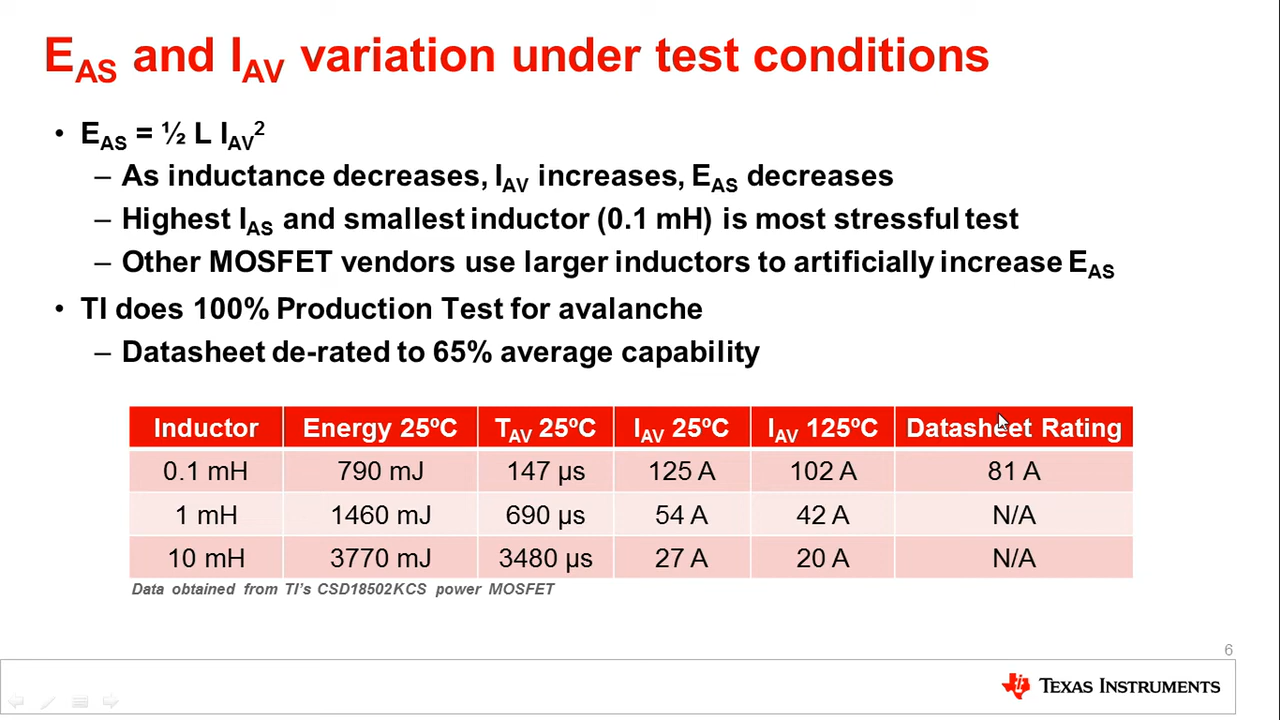 EAS and IAV variation under test conditions
• EAS = ½ L IAV²
– As inductance decreases, IAV increases, EAS decreases
– Highest IAS and smallest inductor (0.1 mH) is most stressful test
– Other MOSFET vendors use larger inductors to artificially increase EAS
• TI does 100% Production Test for avalanche
– Datasheet de-rated to 65% average capability
Inductor Energy 25ºC TAV 25ºC IAV 25ºC IAV 125ºC Datasheet Rating
0.1 mH 790 mJ 147 µs 125 A 102 A 81 A
1 mH 1460 mJ 690 µs 54 A 42 A N/A
10 mH 3770 mJ 3480 µs 27 A 20 A N/A
Data obtained from TI's CSD18502KCS power MOSFET
6
TEXAS INSTRUMENTS